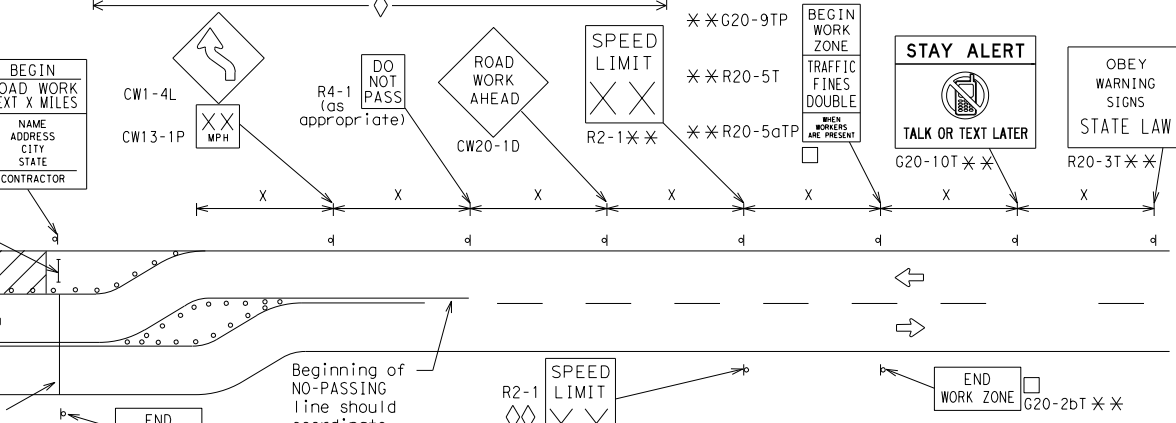 BEGIN
ROAD WORK
NEXT X MILES
NAME
ADDRESS
CITY
STATE
CONTRACTOR
CW1-4L
CW13-1P
XX
MPH
R4-1
(as
appropriate)
DO
NOT
PASS
ROAD
WORK
AHEAD
CW20-1D
SPEED
LIMIT
XX
R2-1**
**G20-9TP
**R20-5T
**R20-5aTP
BEGIN
WORK
ZONE
TRAFFIC
FINES
DOUBLE
WHEN
WORKERS
ARE PRESENT
STAY ALERT
TALK OR TEXT LATER
G20-10T**
OBEY
WARNING
SIGNS
STATE LAW
R20-3T**
X X X X X X X
Beginning of
NO-PASSING
line should
coordinate
R2-1
SPEED
LIMIT
XX
END
WORK ZONE
G20-2bT**
END